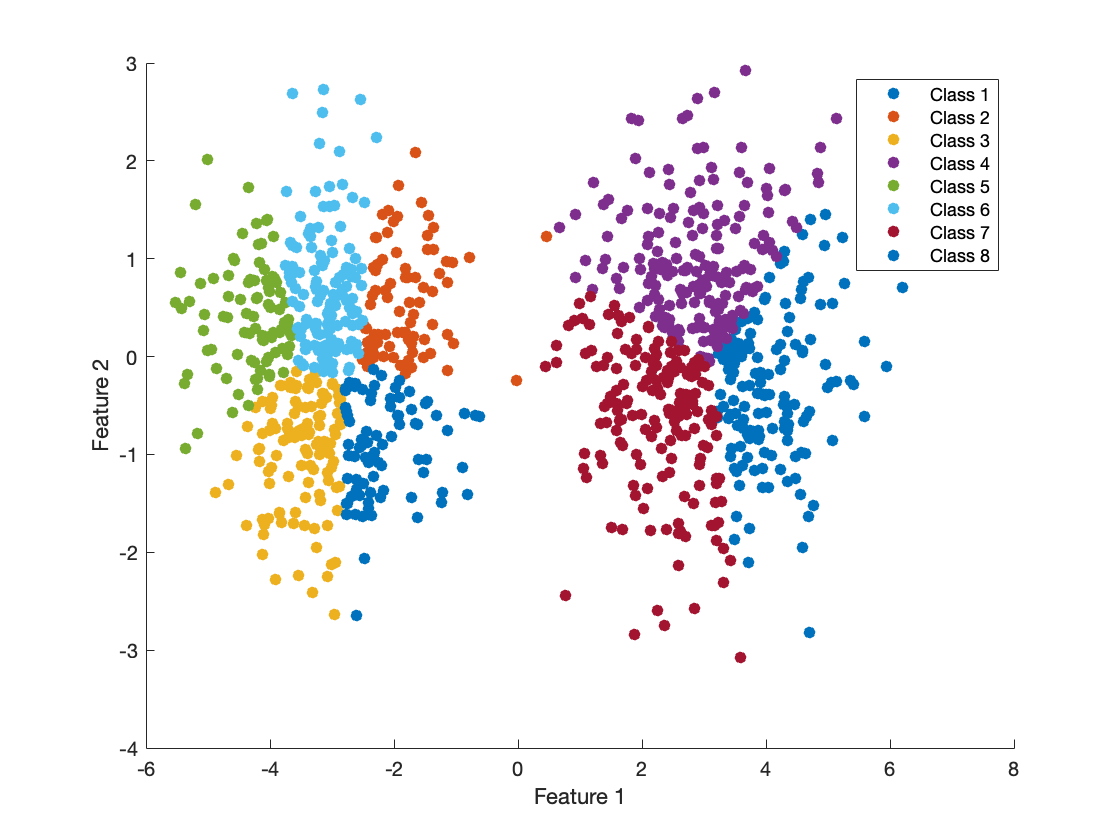 3
2
1
0
-1
-2
-3
-4
-6
-4
-2
0
2
4
6
8
Feature 1
Feature 2
Class 1
Class 2
Class 3
Class 4
Class 5
Class 6
Class 7
Class 8